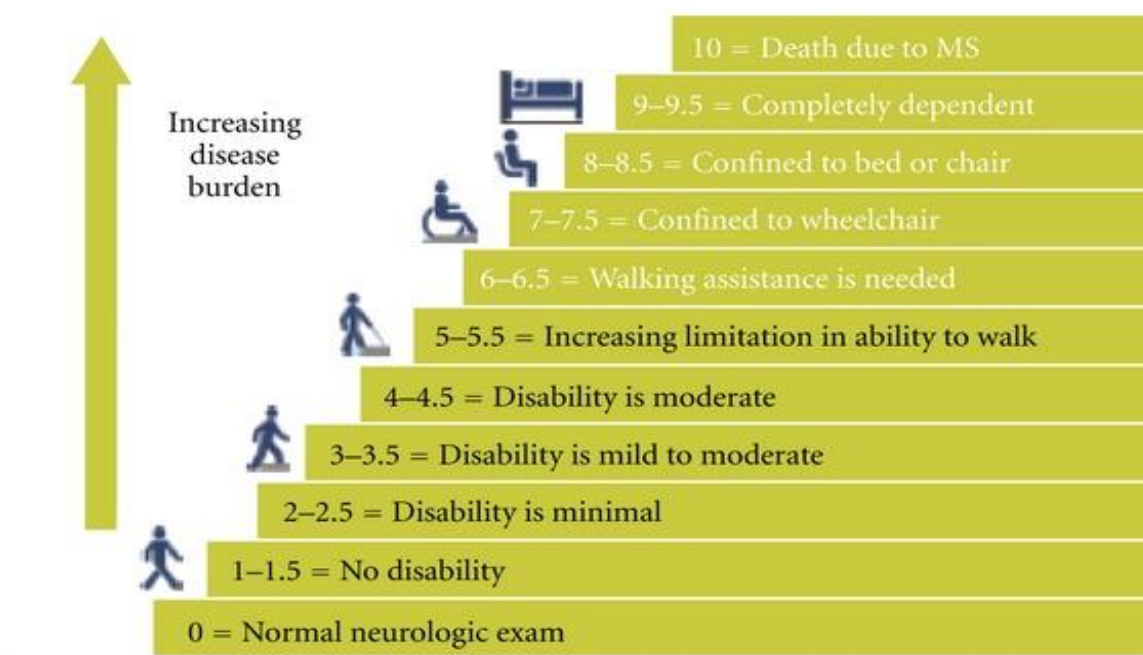 10 = Death due to MS
9–9.5 = Completely dependent
Increasing
disease
burden
8–8.5 = Confined to bed or chair
7–7.5 = Confined to wheelchair
6–6.5 = Walking assistance is needed
5–5.5 = Increasing limitation in ability to walk
4–4.5 = Disability is moderate
3–3.5 = Disability is mild to moderate
2–2.5 = Disability is minimal
1–1.5 = No disability
0 = Normal neurologic exam